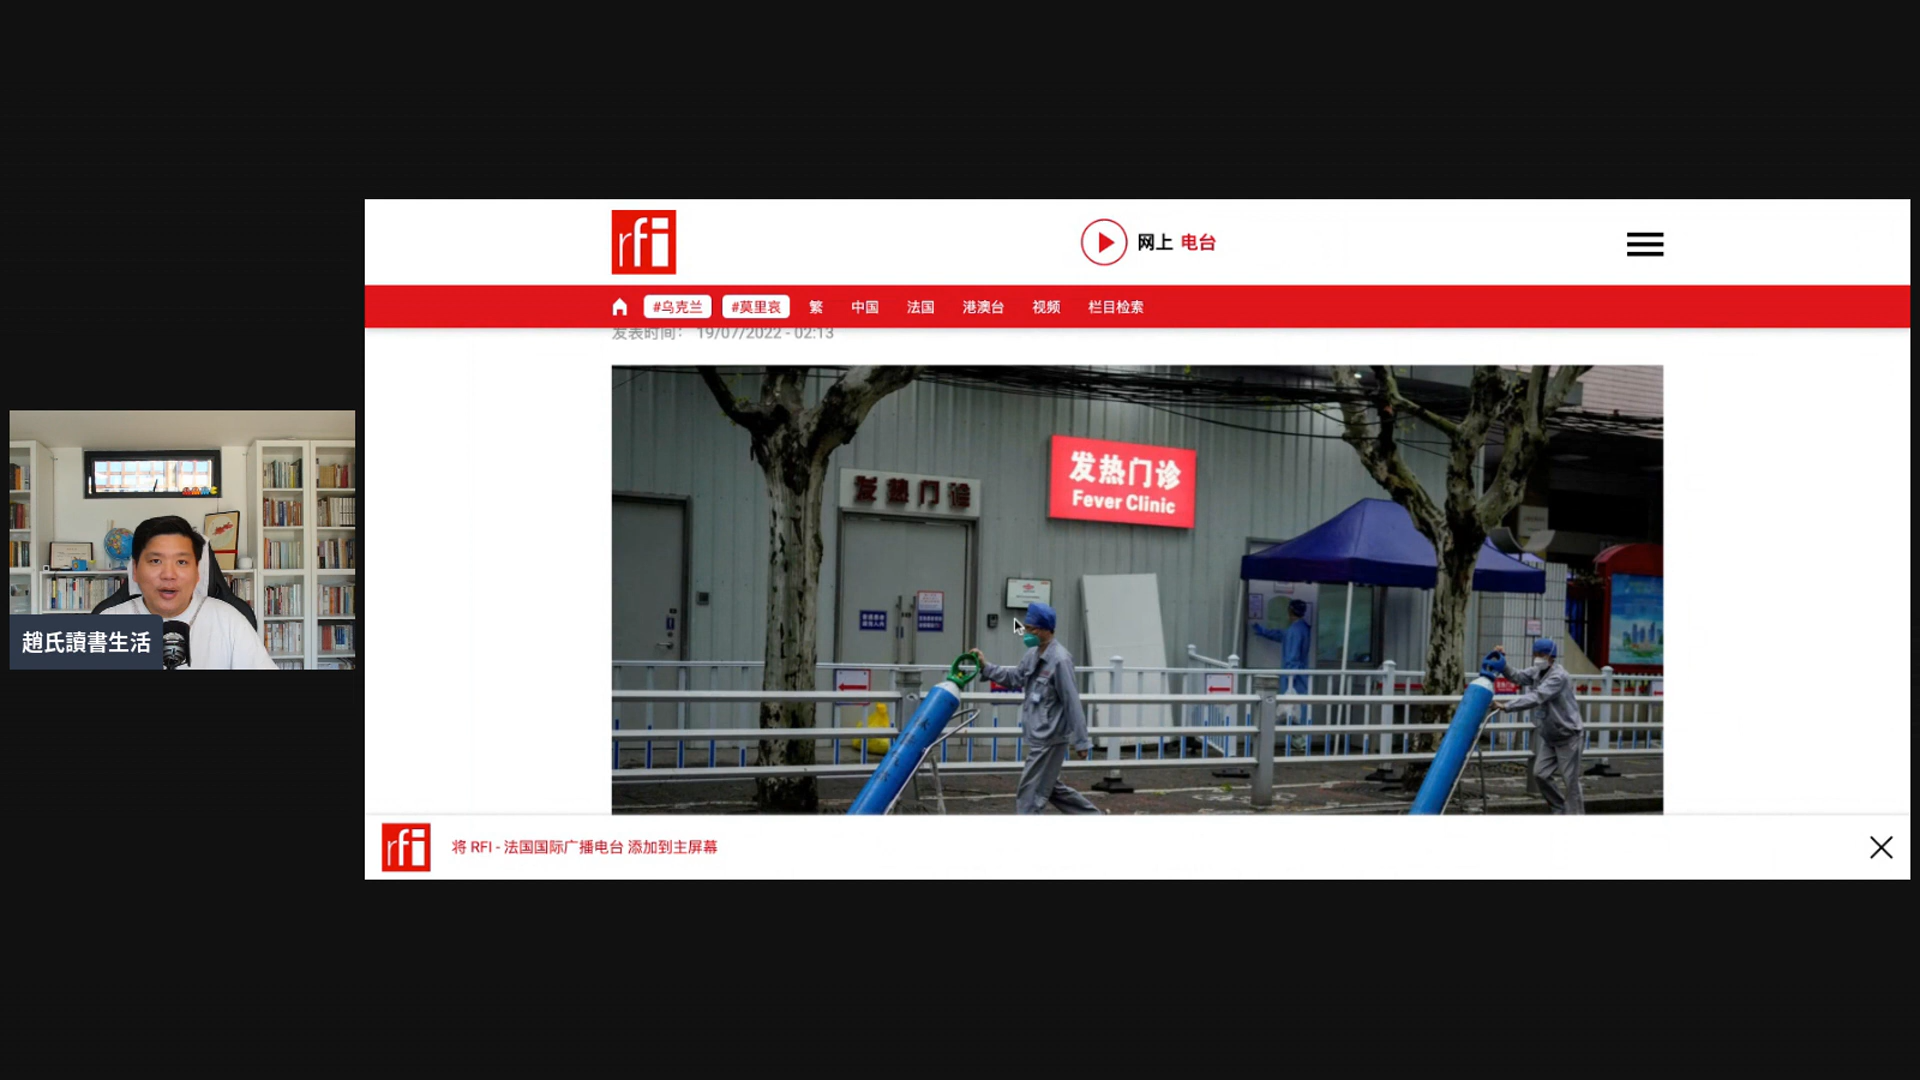 rfi
网上 电台
#乌克兰 #莫里哀 繁 中国 法国 港澳台 视频 栏目检索
发表时间： 19/07/2022 - 02:13
发热门诊
发热门诊
Fever Clinic
趙氏讀書生活
rfi
将 RFI - 法国国际广播电台 添加到主屏幕